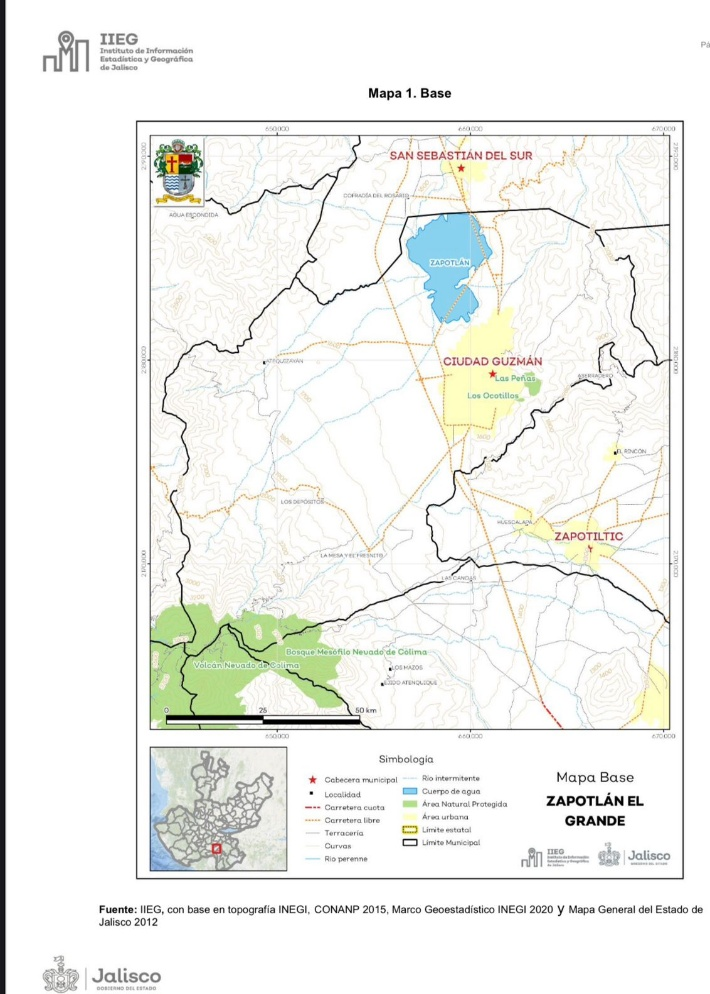 IIEG
Instituto de Información
Estadística y Geográfica
de Jalisco
Pá
Mapa 1. Base
650000 660000 670000
SAN SEBASTIÁN DEL SUR
COFRADÍA DEL ROSARIO
AGUA ESCONDIDA
ZAPOTLÁN
CIUDAD GUZMÁN
ATEQUIZAYÁN
Las Peñas
Los Ocotillos
EL RINCÓN
LOS DEPÓSITOS
HUESCALAPA
ZAPOTILTIC
LA MESA Y EL FRESNITO
Bosque Mesófilo Nevado de Colima
Volcán Nevado de Colima
LOS MAZOS
EJIDO ATENQUIQUE
0 25 50 km
650000 660000 670000
Simbología
Cabecera municipal
Localidad
Carretera cuota
Carretera libre
Terracería
Curvas
Río perenne
Río intermitente
Cuerpo de agua
Área Natural Protegida
Área urbana
Límite estatal
Límite Municipal
Mapa Base
ZAPOTLÁN EL
GRANDE
IIEG
Jalisco
Fuente: IIEG, con base en topografía INEGI, CONANP 2015, Marco Geoestadístico INEGI 2020 y Mapa General del Estado de
Jalisco 2012
Jalisco
GOBIERNO DEL ESTADO